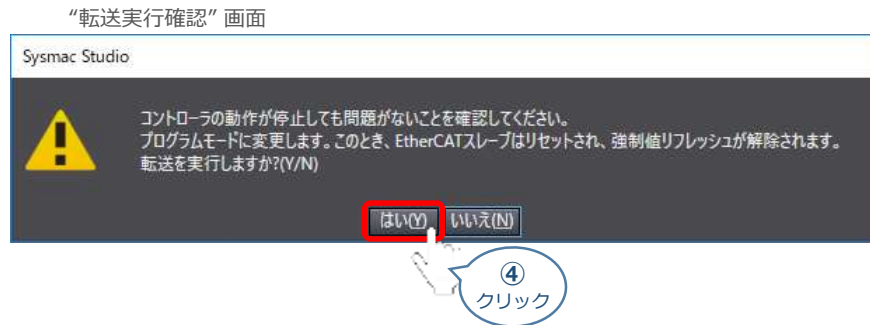 “転送実行確認” 画面
Sysmac Studio
コントローラの動作が停止しても問題がないことを確認してください。
プログラムモードに変更します。このとき、EtherCATスレーブはリセットされ、強制値リフレッシュが解除されます。
転送を実行しますか?(Y/N)
はい(Y) いいえ(N)
④
クリック